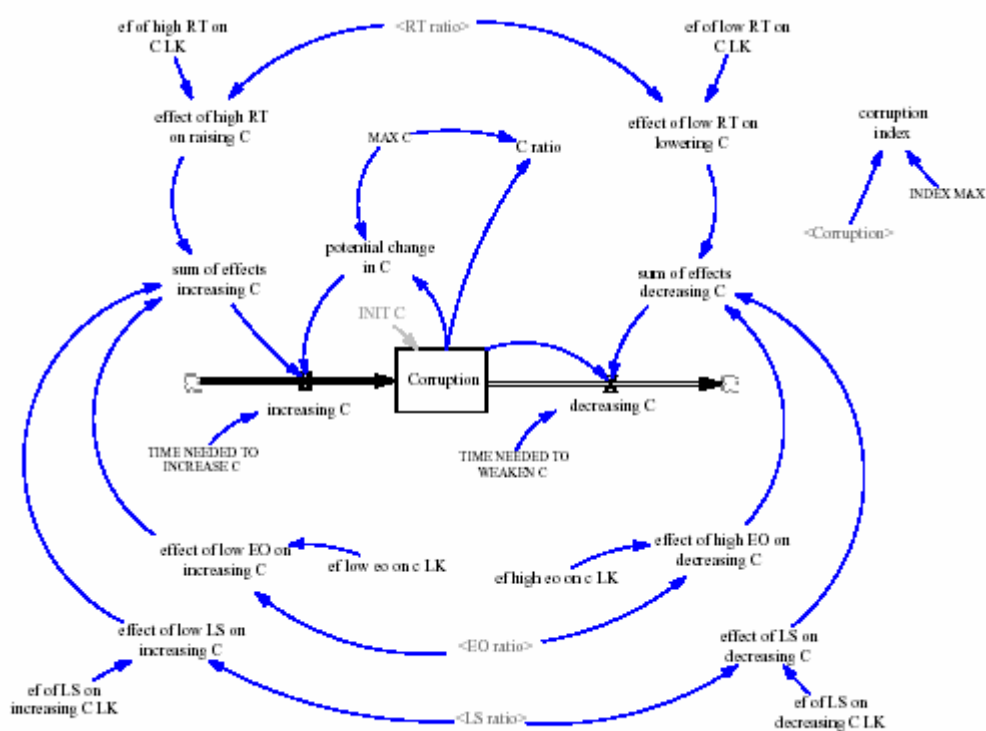 ef of high RT on
C LK
<RT ratio>
ef of low RT on
C LK
effect of high RT
on raising C
MAX C
C ratio
effect of low RT on
lowering C
corruption
index
INDEX MAX
<Corruption>
potential change
in C
sum of effects
increasing C
sum of effects
decreasing C
INIT C
Corruption
increasing C
decreasing C
TIME NEEDED TO
INCREASE C
TIME NEEDED TO
WEAKEN C
effect of low EO on
increasing C
ef low eo on c LK
ef high eo on c LK
effect of high EO on
decreasing C
effect of low LS on
increasing C
<EO ratio>
effect of LS on
decreasing C
ef of LS on
increasing C LK
<LS ratio>
ef of LS on
decreasing C LK